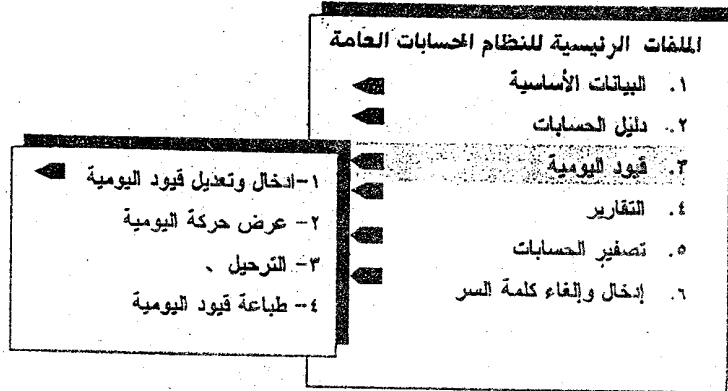 الملفات الرئيسية للنظام الحسابات العامة
١. البيانات الأساسية
٢. دليل الحسابات
٣. قيود اليومية
٤. التقارير
٥. تصفير الحسابات
٦. إدخال وإلغاء كلمة السر
١- ادخال وتعديل قيود اليومية
٢- عرض حركة اليومية
٣- الترحيل
٤- طباعة قيود اليومية